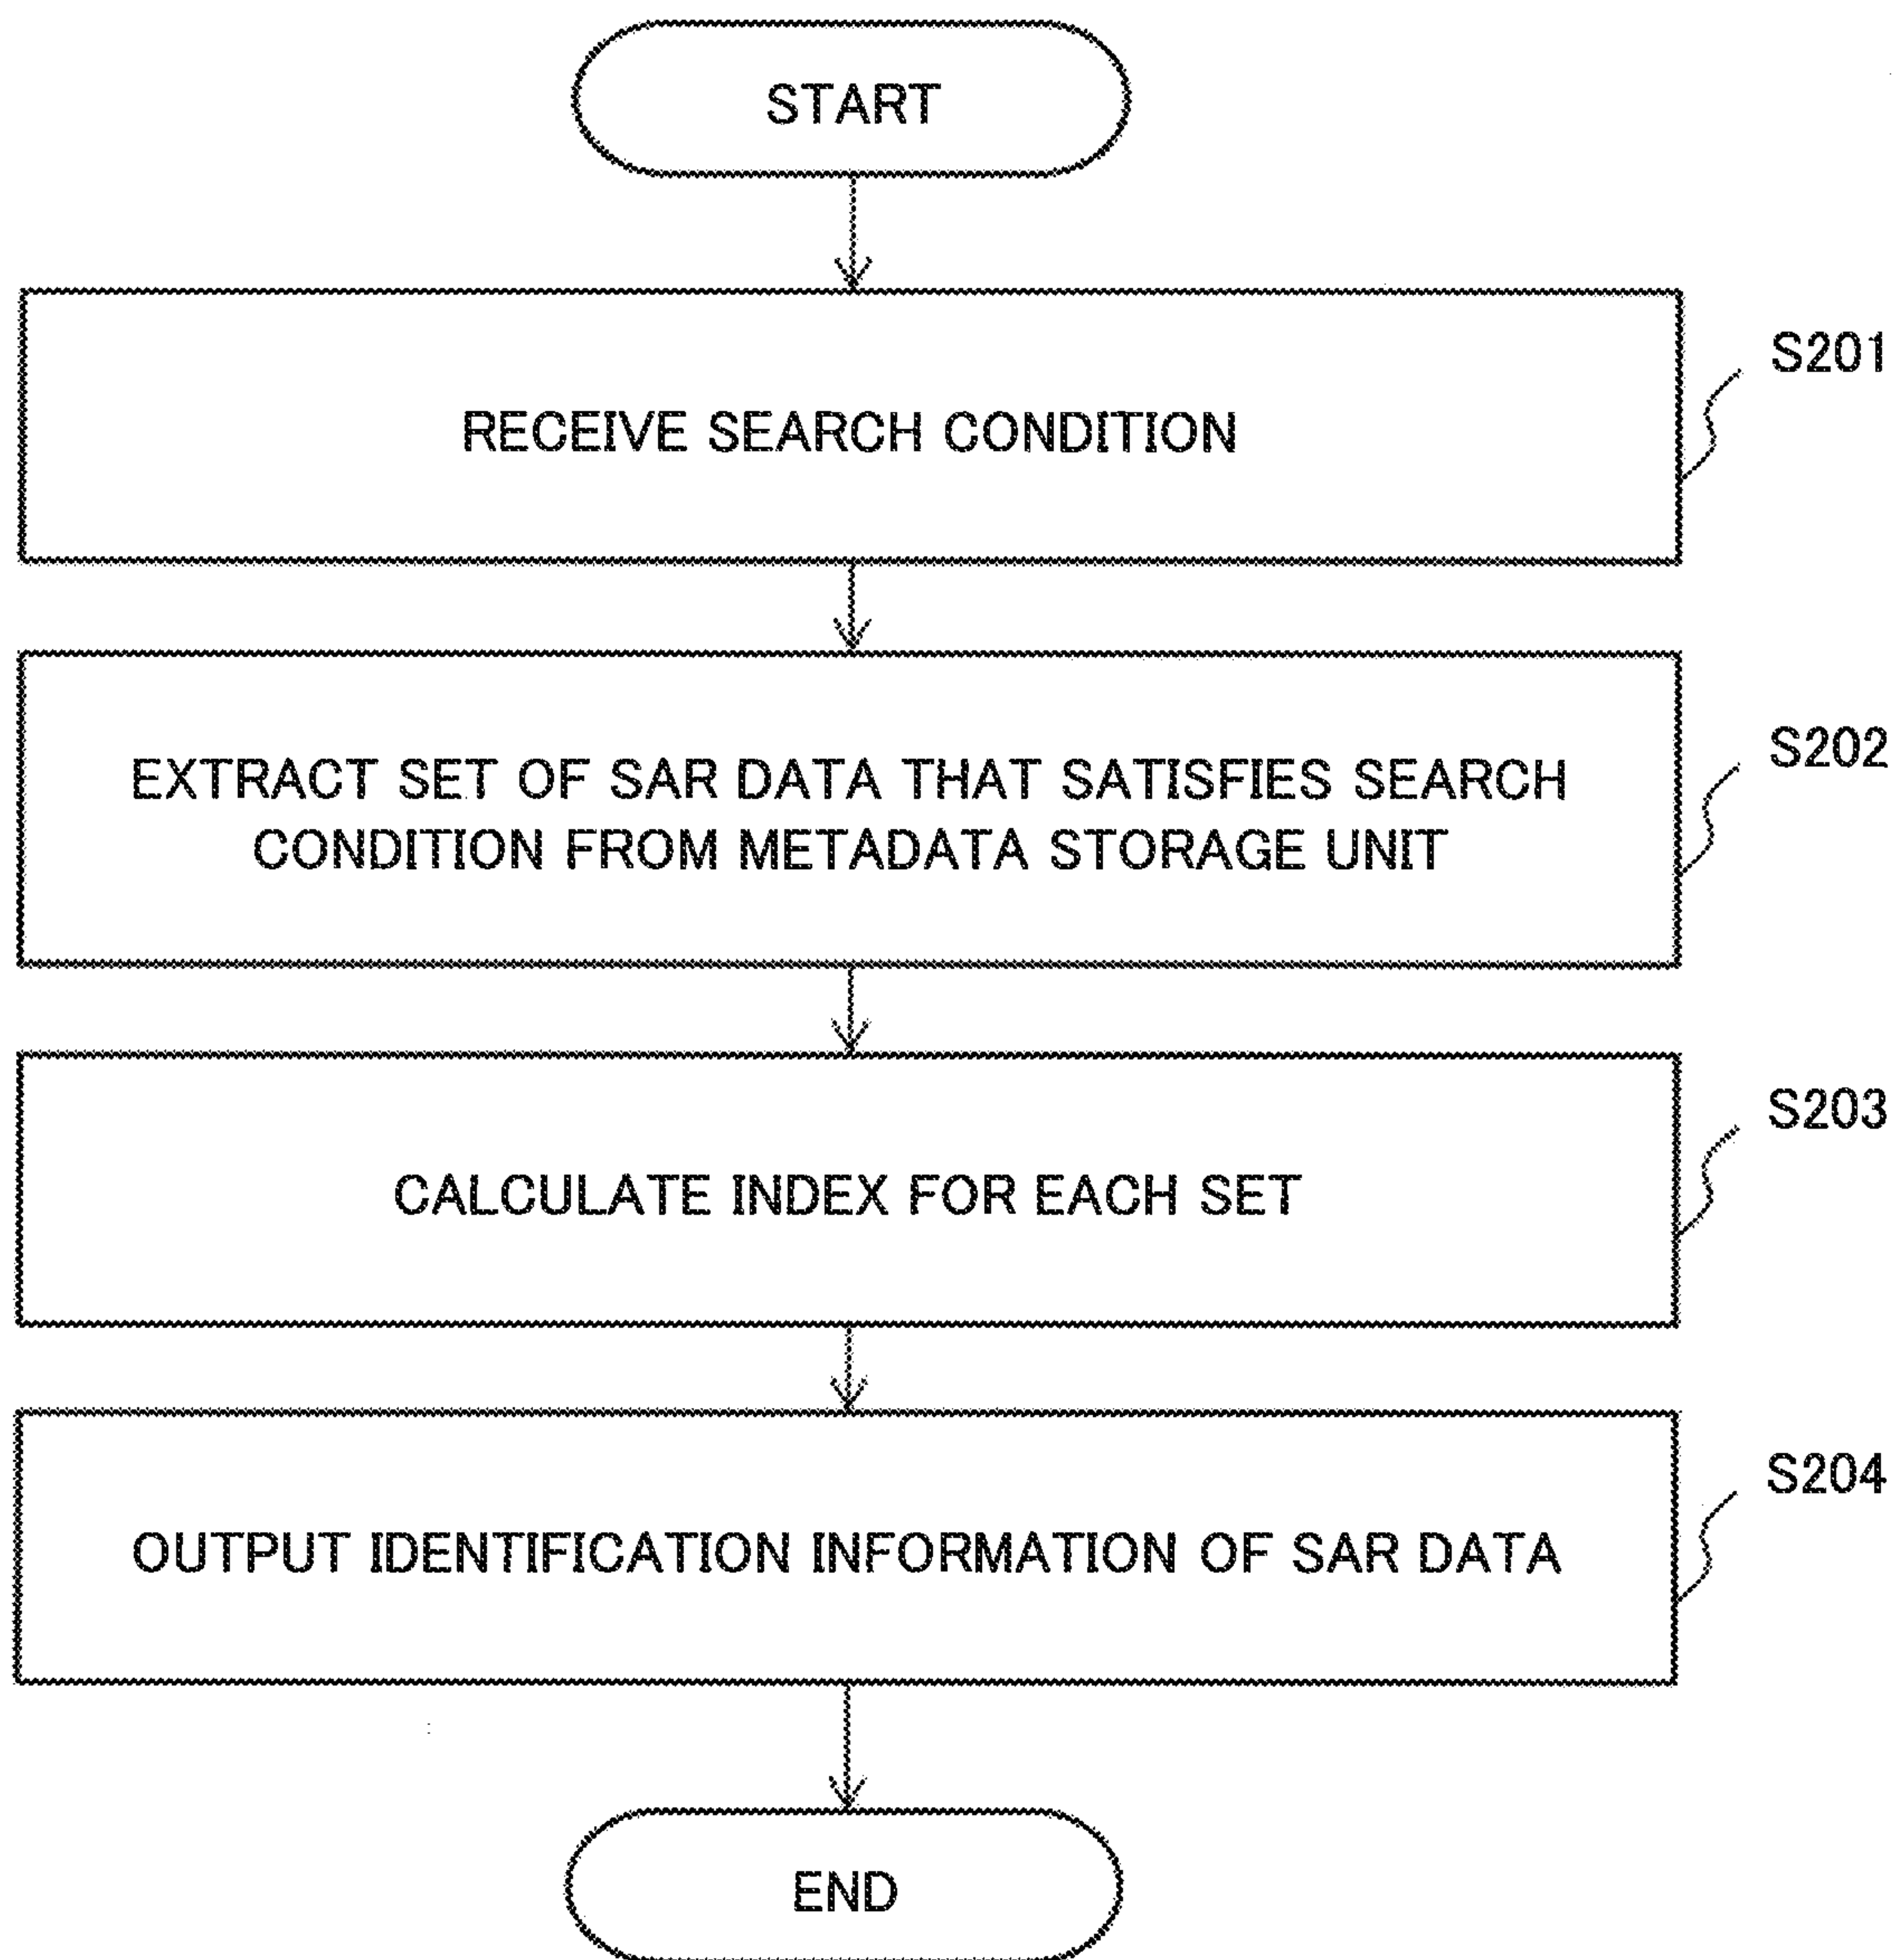 START
RECEIVE SEARCH CONDITION
S201
EXTRACT SET OF SAR DATA THAT SATISFIES SEARCH
CONDITION FROM METADATA STORAGE UNIT
S202
CALCULATE INDEX FOR EACH SET
S203
OUTPUT IDENTIFICATION INFORMATION OF SAR DATA
S204
END